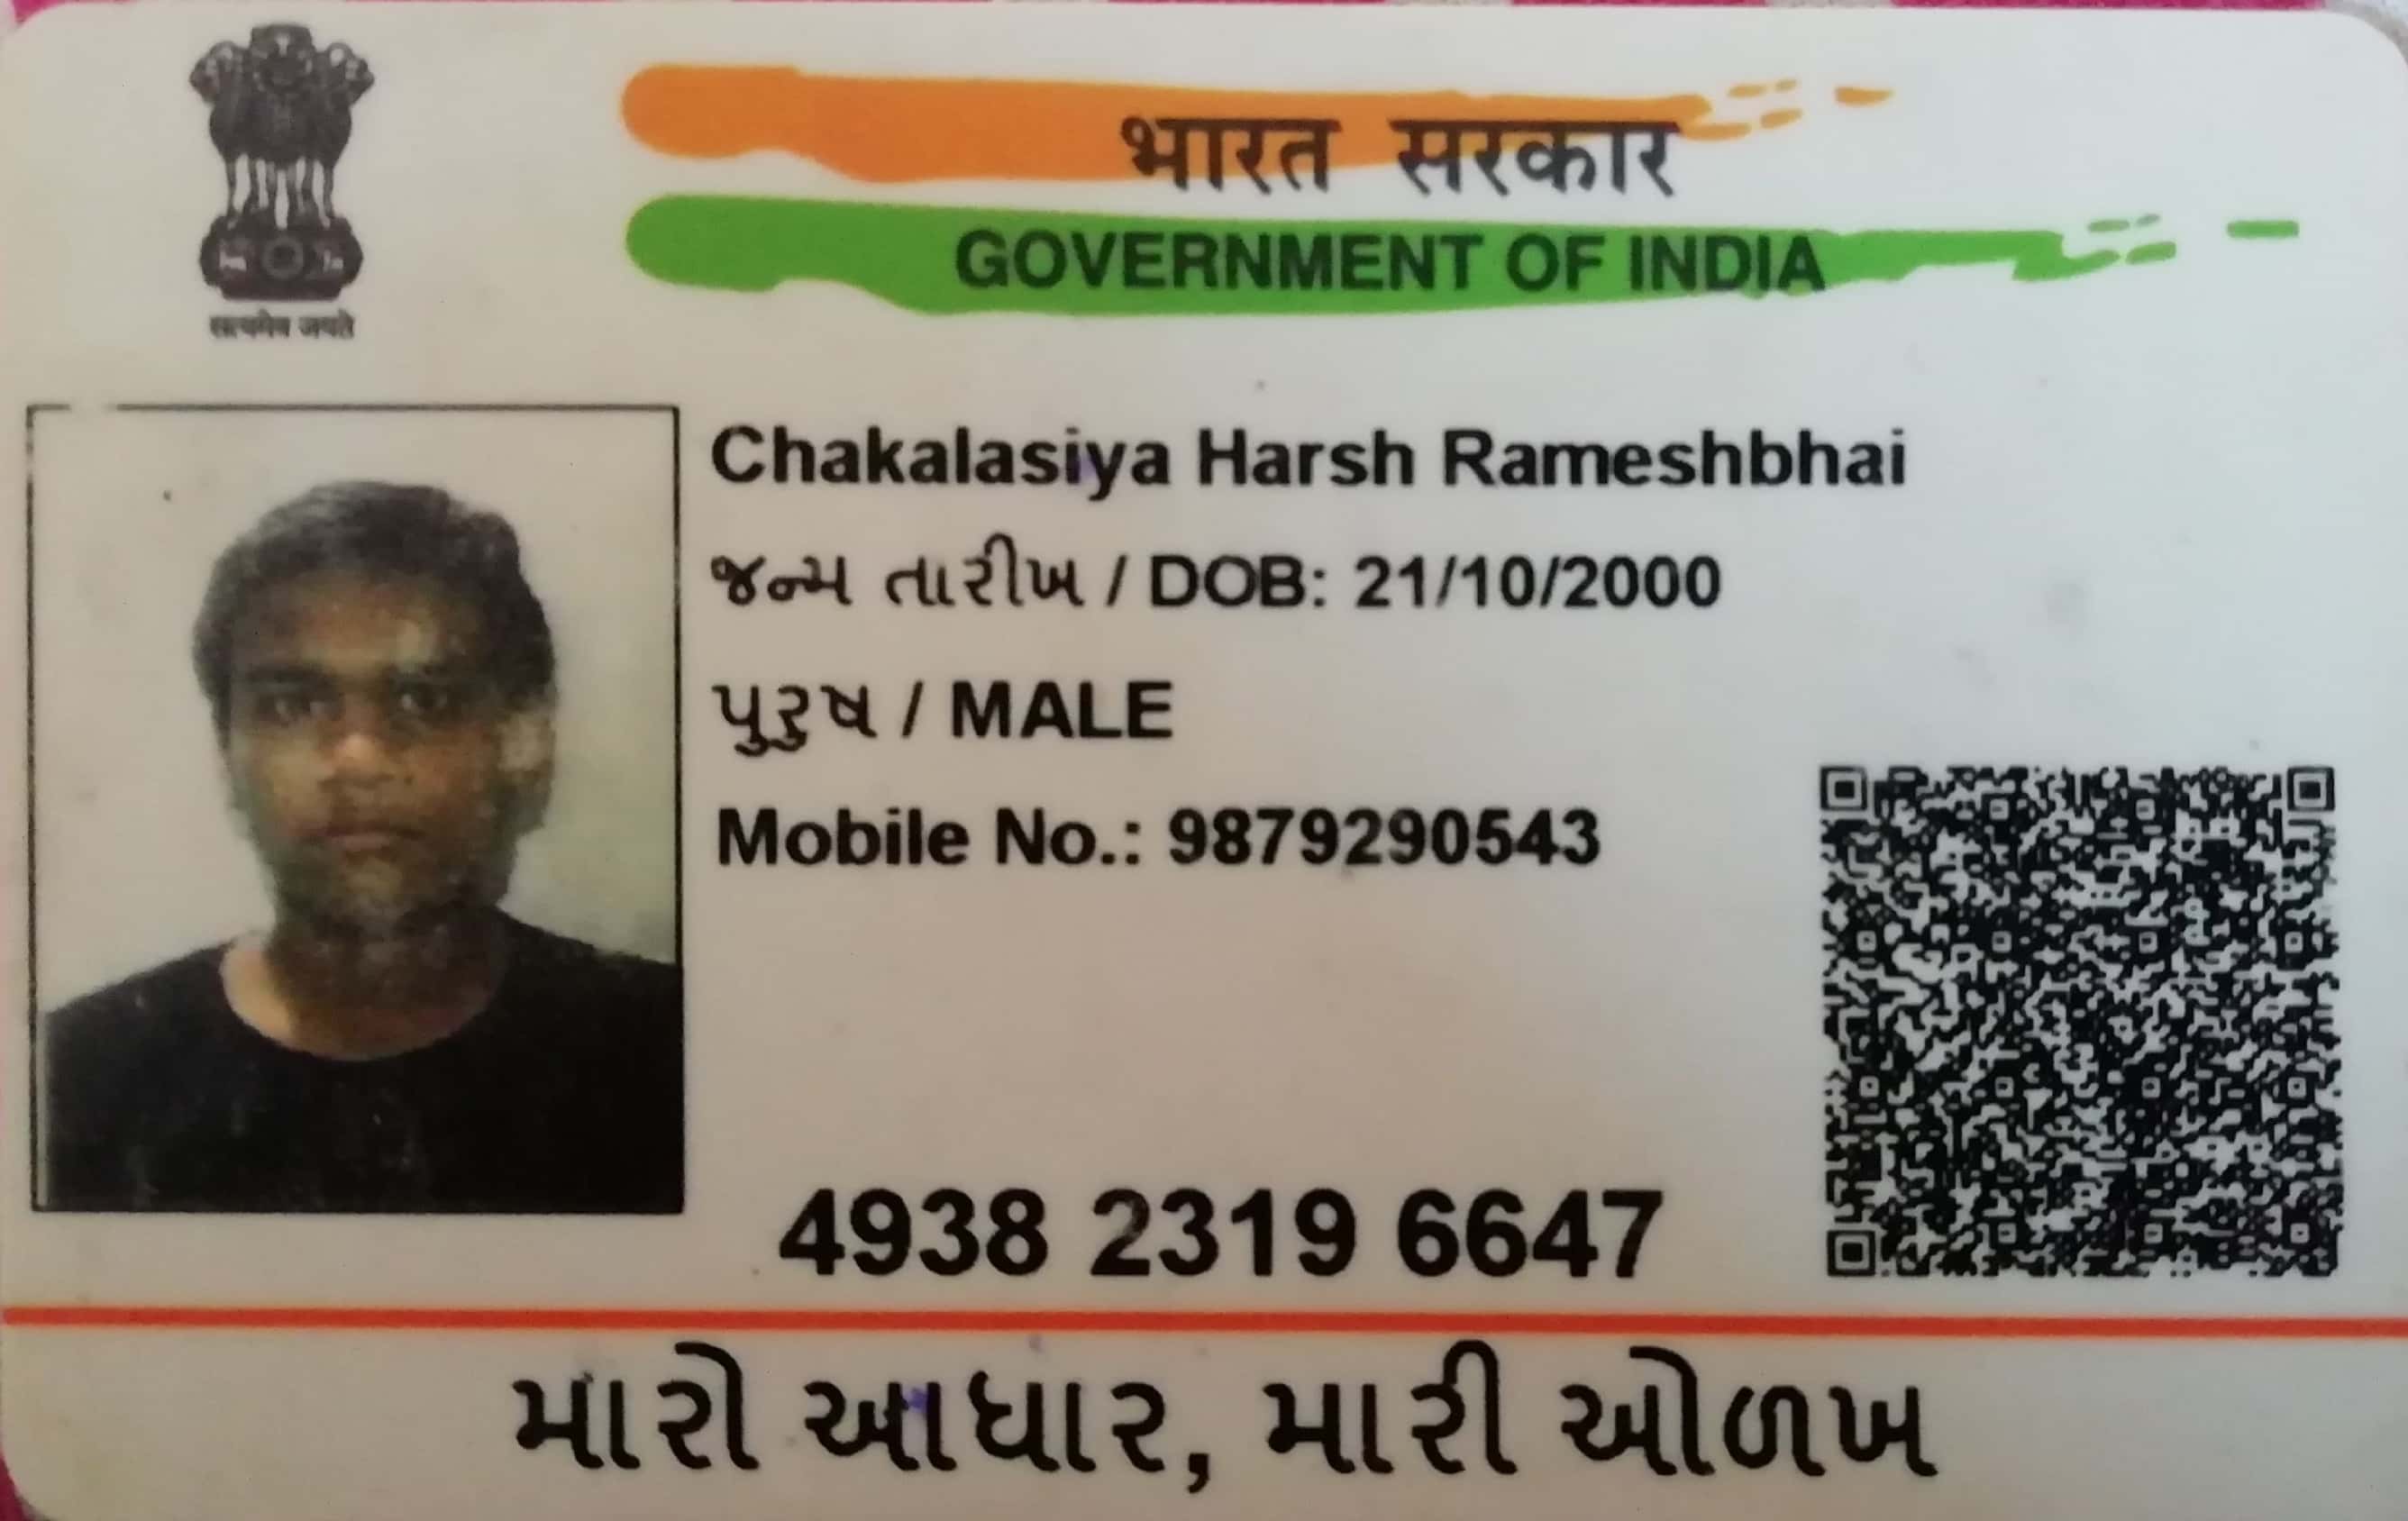 भारत सरकार
GOVERNMENT OF INDIA
सत्यमेव जयते
Chakalasiya Harsh Rameshbhai
જન્મ તારીખ / DOB: 21/10/2000
પુરુષ / MALE
Mobile No.: 9879290543
4938 2319 6647
મારો આધાર, મારી ઓળખ